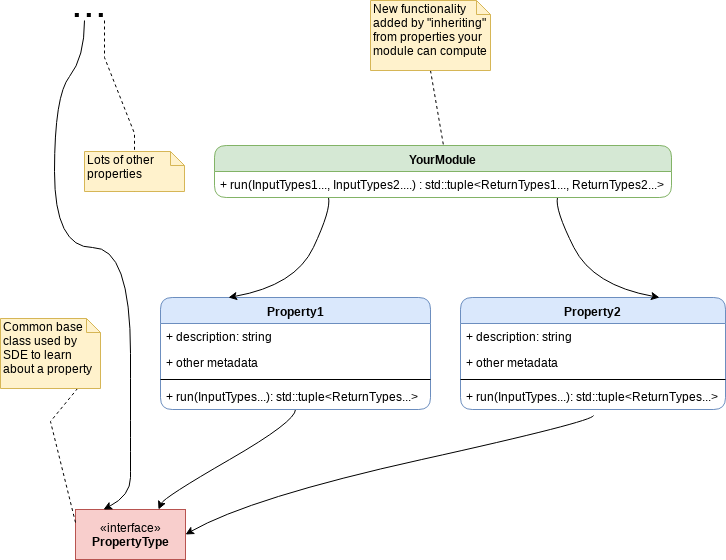 ...
New functionality
added by "inheriting"
from properties your
module can compute
Lots of other
properties
YourModule
+ run(InputTypes1..., InputTypes2....) : std::tuple<ReturnTypes1..., ReturnTypes2...>
Property1
+ description: string
+ other metadata
+ run(InputTypes...): std::tuple<ReturnTypes...>
Property2
+ description: string
+ other metadata
+ run(InputTypes...): std::tuple<ReturnTypes...>
Common base
class used by
SDE to learn
about a property
«interface»
PropertyType